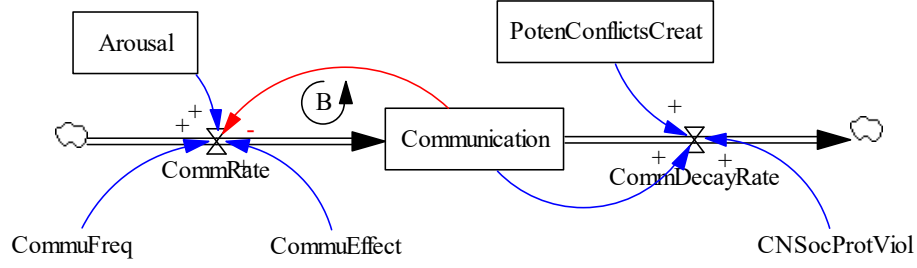 Arousal
PotenConflictsCreat
B
+
+
+
-
+
Communication
+
+
+
CommRate
CommDecayRate
CommuFreq
CommuEffect
CNSocProtViol